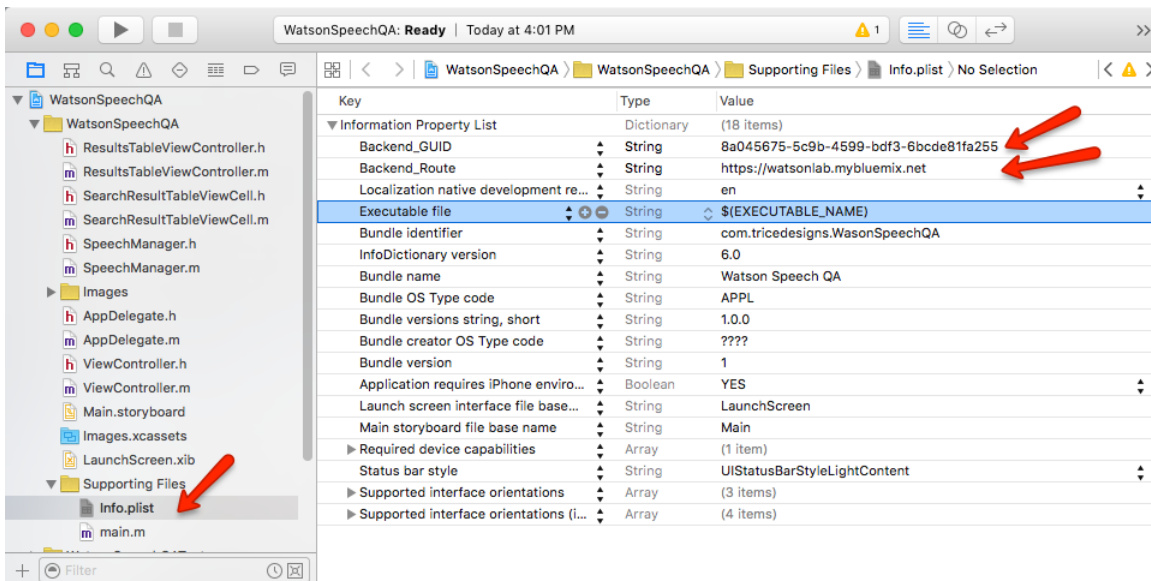 WatsonSpeechQA: Ready | Today at 4:01 PM
1
WatsonSpeechQA
WatsonSpeechQA
Supporting Files
Info.plist
No Selection
WatsonSpeechQA
WatsonSpeechQA
h ResultsTableViewController.h
m ResultsTableViewController.m
h SearchResultTableViewCell.h
m SearchResultTableViewCell.m
h SpeechManager.h
m SpeechManager.m
Images
h AppDelegate.h
m AppDelegate.m
h ViewController.h
m ViewController.m
Main.storyboard
Images.xcassets
LaunchScreen.xib
Supporting Files
Info.plist
m main.m
Filter
Key Type Value
Information Property List Dictionary (18 items)
Backend_GUID String 8a045675-5c9b-4599-bdf3-6bcde81fa255
Backend_Route String https://watsonlab.mybluemix.net
Localization native development re... String en
Executable file String $(EXECUTABLE_NAME)
Bundle identifier String com.tricedesigns.WasonSpeechQA
InfoDictionary version String 6.0
Bundle name String Watson Speech QA
Bundle OS Type code String APPL
Bundle versions string, short String 1.0.0
Bundle creator OS Type code String ????
Bundle version String 1
Application requires iPhone enviro... Boolean YES
Launch screen interface file base... String LaunchScreen
Main storyboard file base name String Main
Required device capabilities Array (1 item)
Status bar style String UIStatusBarStyleLightContent
Supported interface orientations Array (3 items)
Supported interface orientations (i... Array (4 items)